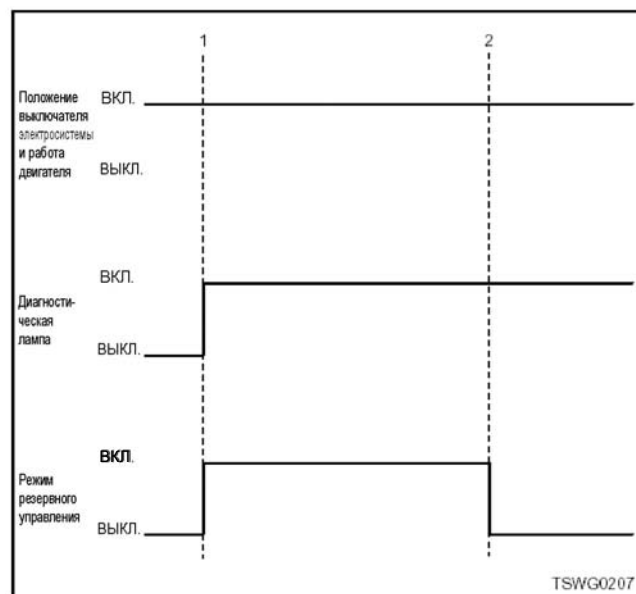 1
2
Положение
выключателя
электросистемы
и работа
двигателя
ВКЛ.
ВЫКЛ.
Диагности-
ческая
лампа
ВКЛ.
ВЫКЛ.
Режим
резервного
управления
ВКЛ.
ВЫКЛ.
TSWG0207